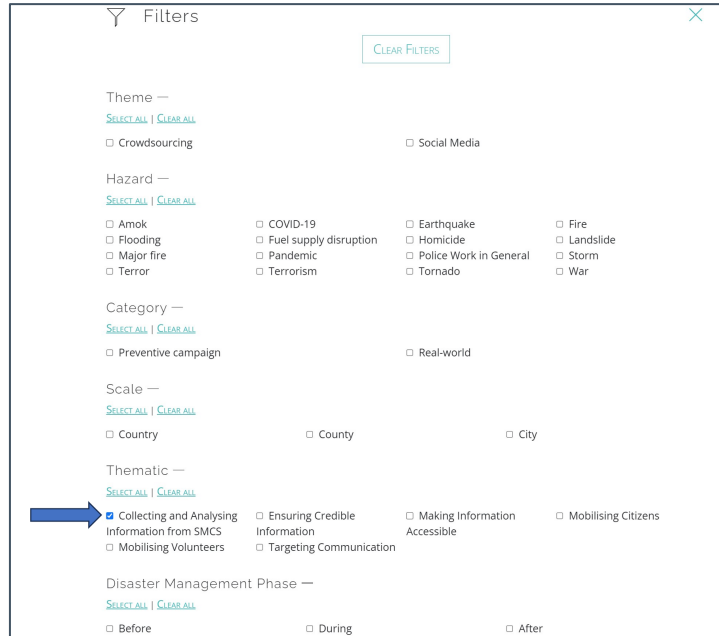 Filters
CLEAR FILTERS
Theme —
SELECT ALL | CLEAR ALL
Crowdsourcing Social Media
Hazard —
SELECT ALL | CLEAR ALL
Amok COVID-19 Earthquake Fire
Flooding Fuel supply disruption Homicide Landslide
Major fire Pandemic Police Work in General Storm
Terror Terrorism Tornado War
Category —
SELECT ALL | CLEAR ALL
Preventive campaign Real-world
Scale —
SELECT ALL | CLEAR ALL
Country County City
Thematic —
SELECT ALL | CLEAR ALL
Collecting and Analysing Ensuring Credible Making Information Mobilising Citizens
Information from SMCS Information Accessible
Mobilising Volunteers Targeting Communication
Disaster Management Phase —
SELECT ALL | CLEAR ALL
Before During After